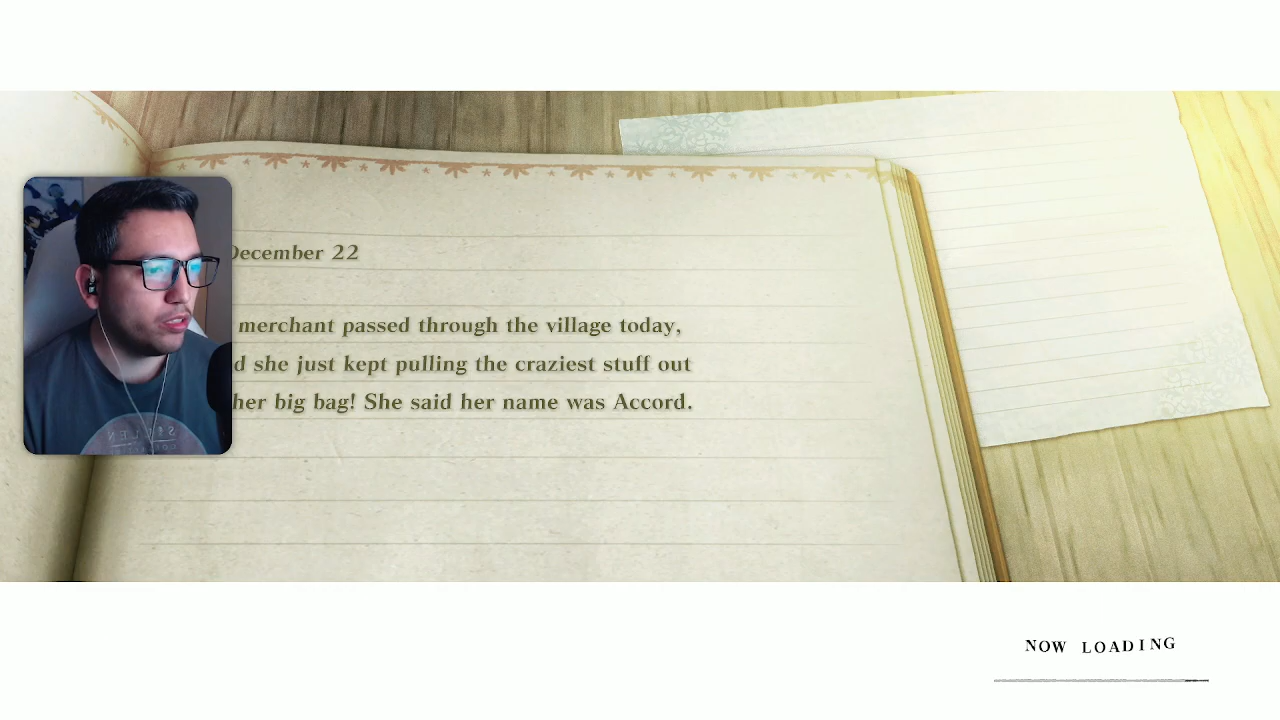 December 22
merchant passed through the village today,
she just kept pulling the craziest stuff out
her big bag! She said her name was Accord.
NOW LOADING